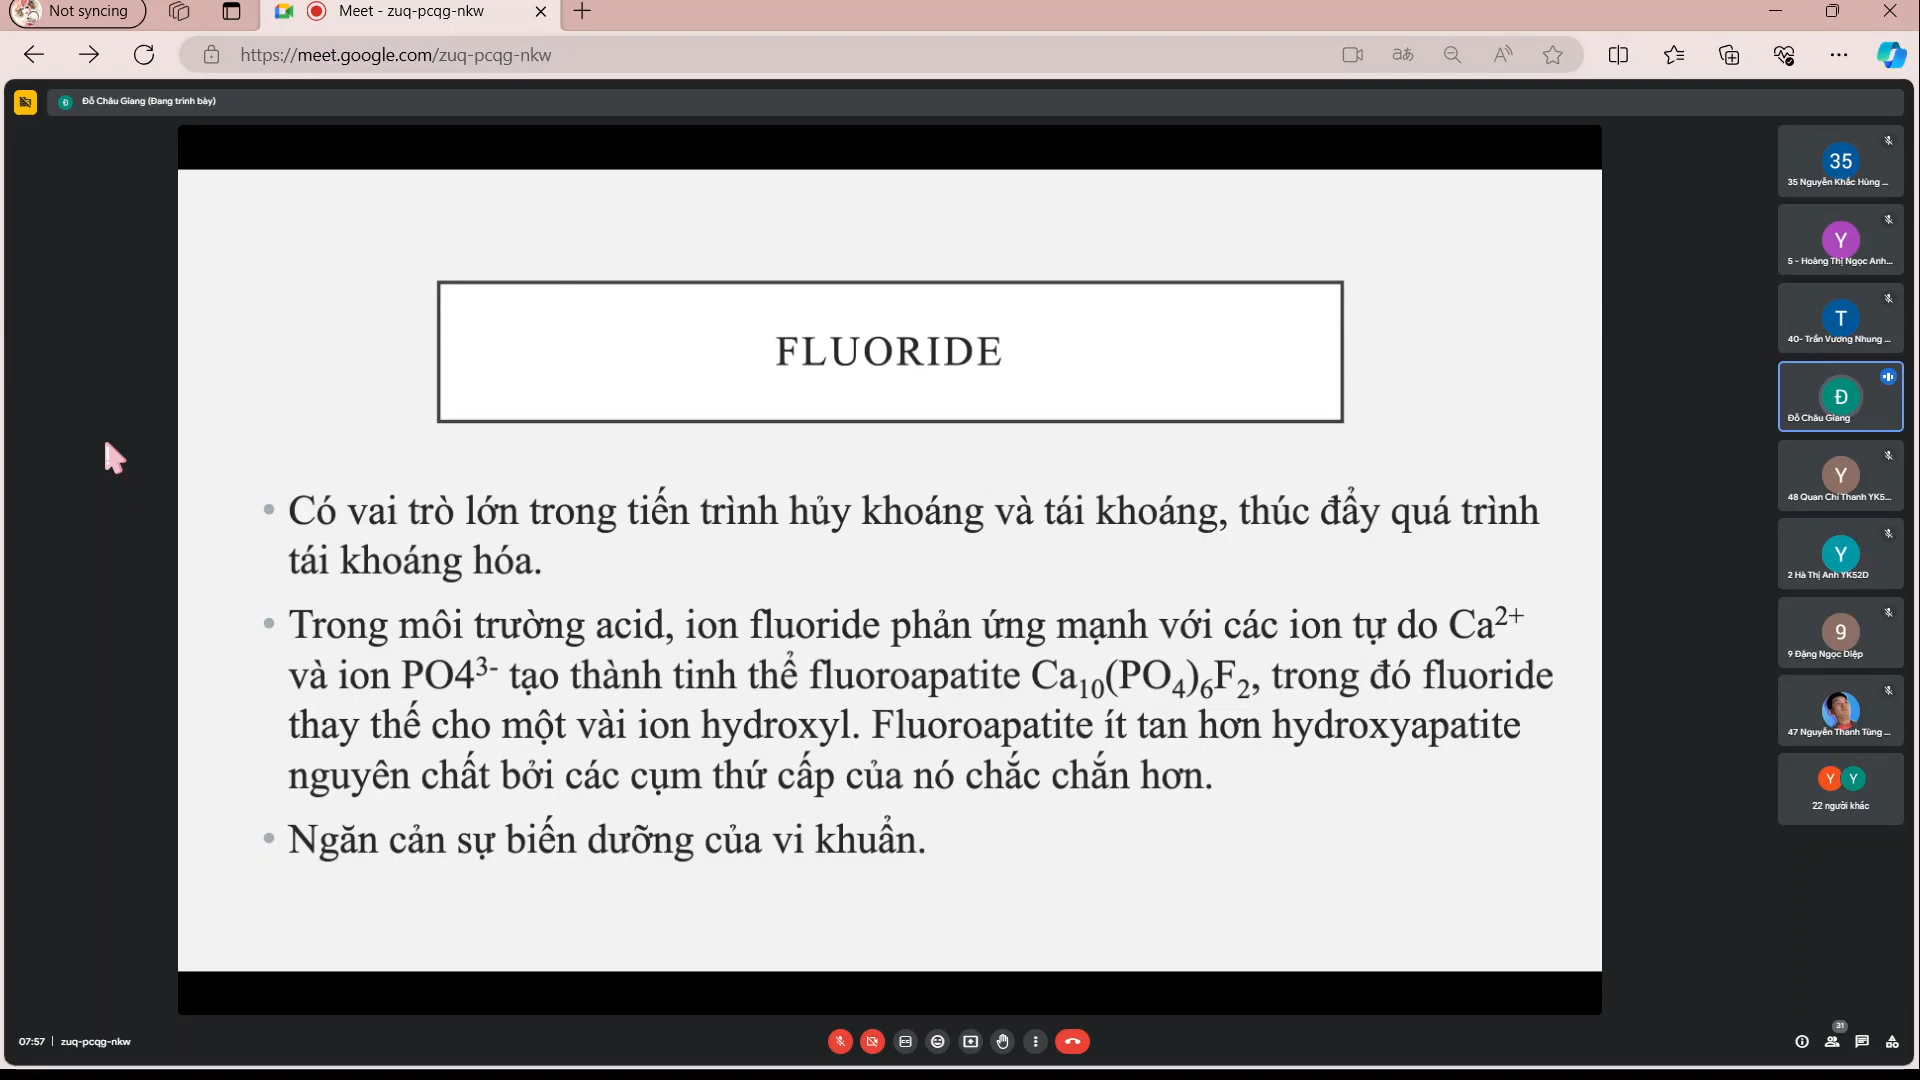 Not syncing
Meet - zuq-pcqg-nkw
https://meet.google.com/zuq-pcqg-nkw
Đ Đỗ Châu Giang (Đang trình bày)
FLUORIDE
• Có vai trò lớn trong tiến trình hủy khoáng và tái khoáng, thúc đẩy quá trình
tái khoáng hóa.
• Trong môi trường acid, ion fluoride phản ứng mạnh với các ion tự do Ca²⁺
và ion PO4³⁻ tạo thành tinh thể fluoroapatite Ca₁₀(PO₄)₆F₂, trong đó fluoride
thay thế cho một vài ion hydroxyl. Fluoroapatite ít tan hơn hydroxyapatite
nguyên chất bởi các cụm thứ cấp của nó chắc chắn hơn.
• Ngăn cản sự biến dưỡng của vi khuẩn.
35
35 Nguyễn Khắc Hùng ...
Y
5 - Hoàng Thị Ngọc Anh...
T
40- Trần Vương Nhung ...
Đ
Đỗ Châu Giang
Y
48 Quan Chí Thanh YK5...
Y
2 Hà Thị Anh YK52D
9
9 Đặng Ngọc Diệp
47 Nguyễn Thanh Tùng ...
Y Y
22 người khác
07:57 | zuq-pcqg-nkw
31